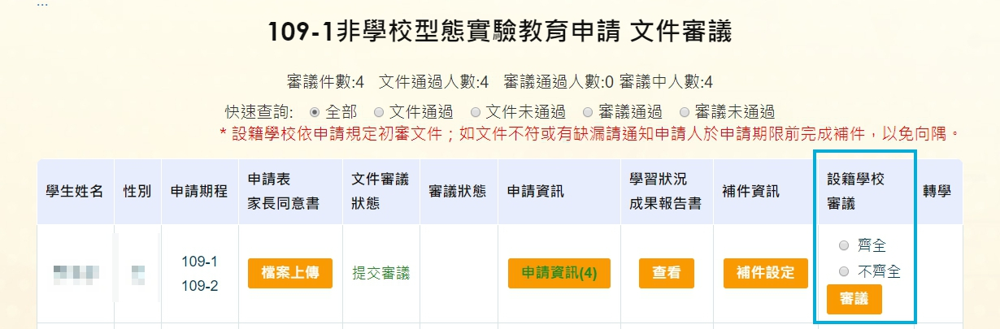 ...
109-1非學校型態實驗教育申請 文件審議
審議件數:4 文件通過人數:4 審議通過人數:0 審議中人數:4
快速查詢: 全部 文件通過 文件未通過 審議通過 審議未通過
* 設籍學校依申請規定初審文件；如文件不符或有缺漏請通知申請人於申請期限前完成補件，以免向隅。
學生姓名
性別
申請期程
申請表
家長同意書
文件審議
狀態
審議狀態
申請資訊
學習狀況
成果報告書
補件資訊
設籍學校
審議
轉學
109-1
109-2
檔案上傳
提交審議
申請資訊(4)
查看
補件設定
齊全
不齊全
審議